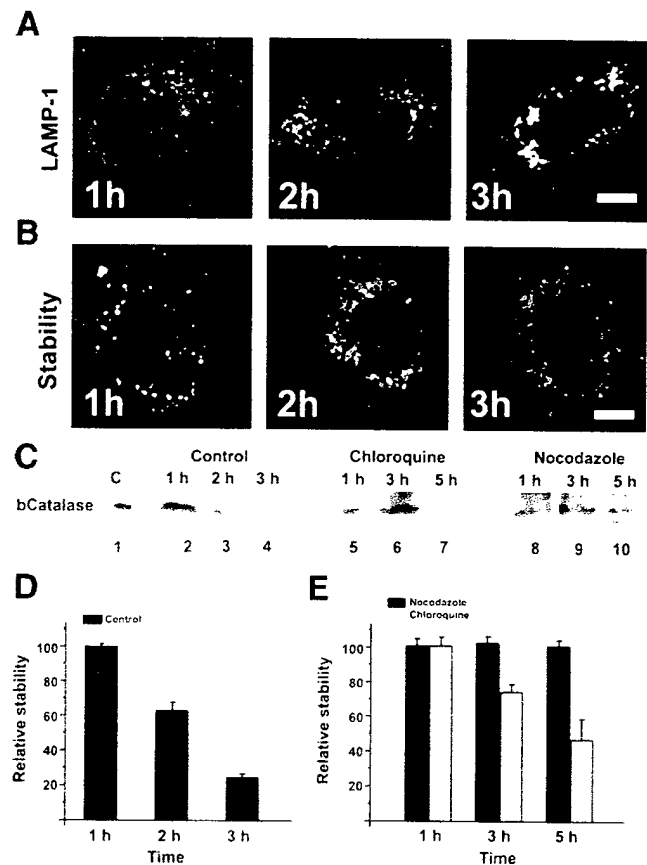 A
LAMP-1
1h 2h 3h
B
Stability
1h 2h 3h
C
Control Chloroquine Nocodazole
C 1 h 2 h 3 h 1 h 3 h 5 h 1 h 3 h 5 h
bCatalase
1 2 3 4 5 6 7 8 9 10
D
Control
Relative stability
100
80
60
40
20
1 h 2 h 3 h
Time
E
Nocodazole
Chloroquine
Relative stability
100
80
60
40
20
1 h 3 h 5 h
Time